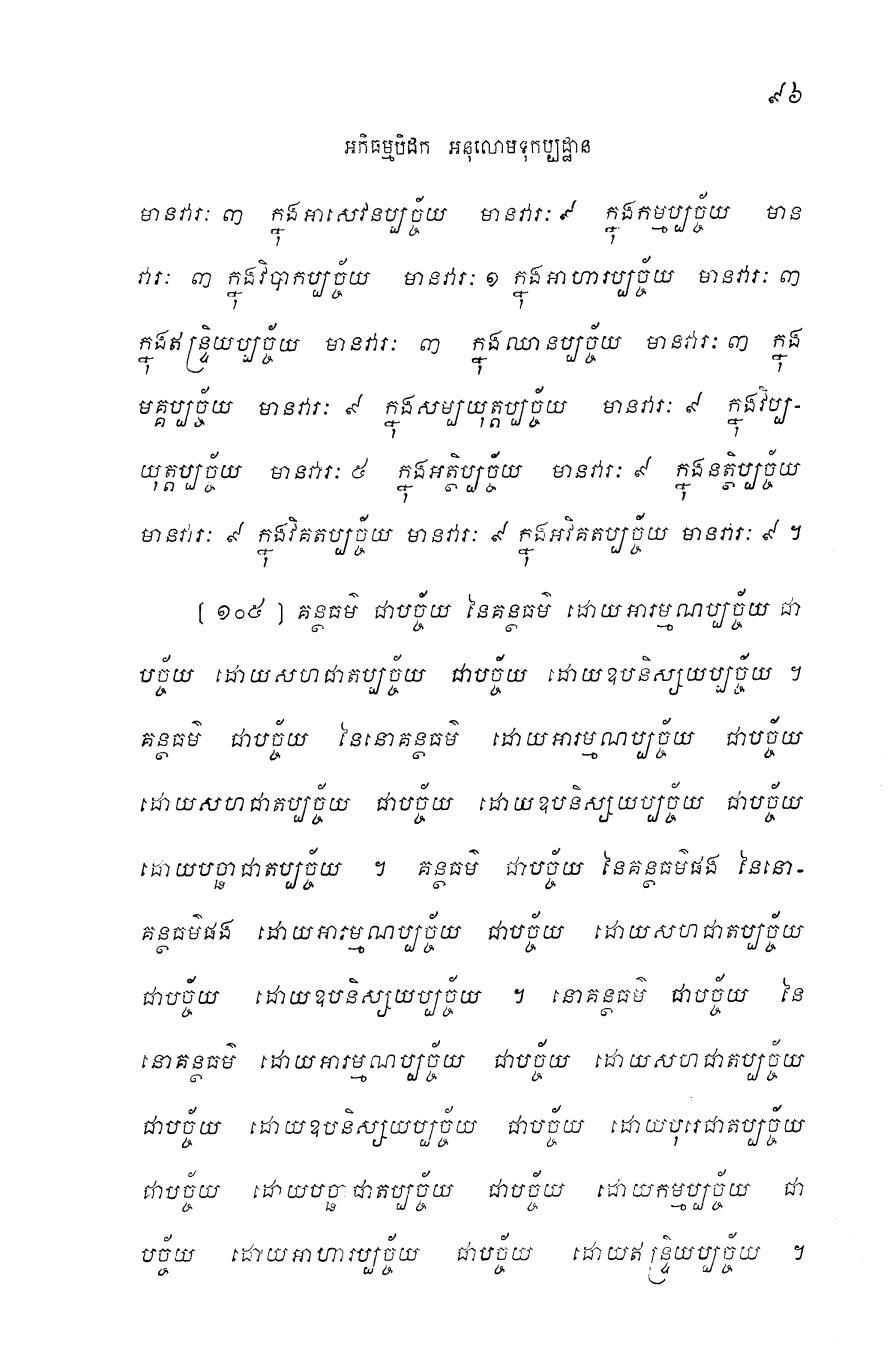 ៩៦
អភិធម្មបិដក អនុលោមទុកប្បដ្ឋាន
មានវារៈ ៣ ក្នុងអាសេវនប្បច្ច័យ មានវារៈ ៩ ក្នុងកម្មប្បច្ច័យ មាន
វារៈ ៣ ក្នុងវិបាកប្បច្ច័យ មានវារៈ ១ ក្នុងអាហារប្បច្ច័យ មានវារៈ ៣
ក្នុងឥន្ទ្រិយប្បច្ច័យ មានវារៈ ៣ ក្នុងឈានប្បច្ច័យ មានវារៈ ៣ ក្នុង
មគ្គប្បច្ច័យ មានវារៈ ៩ ក្នុងសម្បយុត្តប្បច្ច័យ មានវារៈ ៩ ក្នុងវិប្ប-
យុត្តប្បច្ច័យ មានវារៈ ៥ ក្នុងអត្ថិប្បច្ច័យ មានវារៈ ៩ ក្នុងនត្ថិប្បច្ច័យ
មានវារៈ ៩ ក្នុងវិគតប្បច្ច័យ មានវារៈ ៩ ក្នុងអវិគតប្បច្ច័យ មានវារៈ ៩ ។
[ ១០៥ ] គន្ថធម៌ ជាបច្ច័យ នៃគន្ថធម៌ ដោយអារម្មណប្បច្ច័យ ជា
បច្ច័យ ដោយសហជាតប្បច្ច័យ ជាបច្ច័យ ដោយឧបនិស្សយប្បច្ច័យ ។
គន្ថធម៌ ជាបច្ច័យ នៃនោគន្ថធម៌ ដោយអារម្មណប្បច្ច័យ ជាបច្ច័យ
ដោយសហជាតប្បច្ច័យ ជាបច្ច័យ ដោយឧបនិស្សយប្បច្ច័យ ជាបច្ច័យ
ដោយបច្ឆាជាតប្បច្ច័យ ។ គន្ថធម៌ ជាបច្ច័យ នៃគន្ថធម៌ផង នៃនោ-
គន្ថធម៌ផង ដោយអារម្មណប្បច្ច័យ ជាបច្ច័យ ដោយសហជាតប្បច្ច័យ
ជាបច្ច័យ ដោយឧបនិស្សយប្បច្ច័យ ។ នោគន្ថធម៌ ជាបច្ច័យ នៃ
នោគន្ថធម៌ ដោយអារម្មណប្បច្ច័យ ជាបច្ច័យ ដោយសហជាតប្បច្ច័យ
ជាបច្ច័យ ដោយឧបនិស្សយប្បច្ច័យ ជាបច្ច័យ ដោយបុរេជាតប្បច្ច័យ
ជាបច្ច័យ ដោយបច្ឆាជាតប្បច្ច័យ ជាបច្ច័យ ដោយកម្មប្បច្ច័យ ជា
បច្ច័យ ដោយអាហារប្បច្ច័យ ជាបច្ច័យ ដោយឥន្ទ្រិយប្បច្ច័យ ។